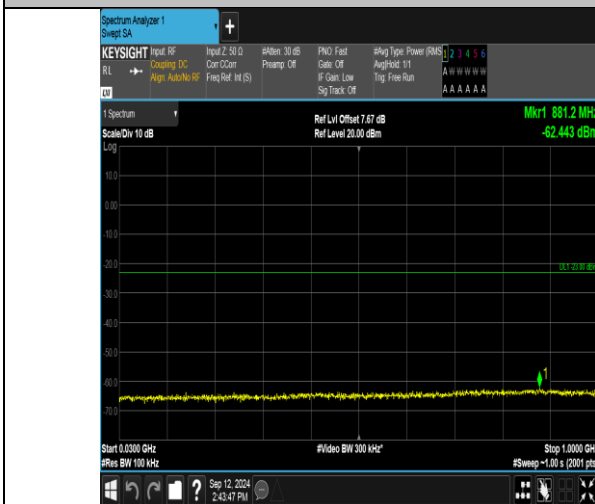 Spectrum Analyzer 1
Swept SA
+
KEYSIGHT
RL
Input: RF
Coupling: DC
Align: Auto/No RF
Input Z: 50 Ω
Corr CCorr
Freq Ref: Int (S)
#Atten: 30 dB
Preamp: Off
PNO: Fast
Gate: Off
IF Gain: Low
Sig Track: Off
#Avg Type: Power (RMS
Avg|Hold: 1/1
Trig: Free Run
1 2 3 4 5 6
A W W W W W
A A A A A A
LXI
1 Spectrum
Scale/Div 10 dB
Log
Ref Lvl Offset 7.67 dB
Ref Level 20.00 dBm
Mkr1 881.2 MHz
-62.443 dBm
10.0
0.00
-10.0
-20.0
DL1 -23.00 dBm
-30.0
-40.0
-50.0
1
-60.0
-70.0
Start 0.0300 GHz
#Res BW 100 kHz
#Video BW 300 kHz*
Stop 1.0000 GHz
#Sweep ~1.00 s (2001 pts
?
Sep 12, 2024
2:43:47 PM